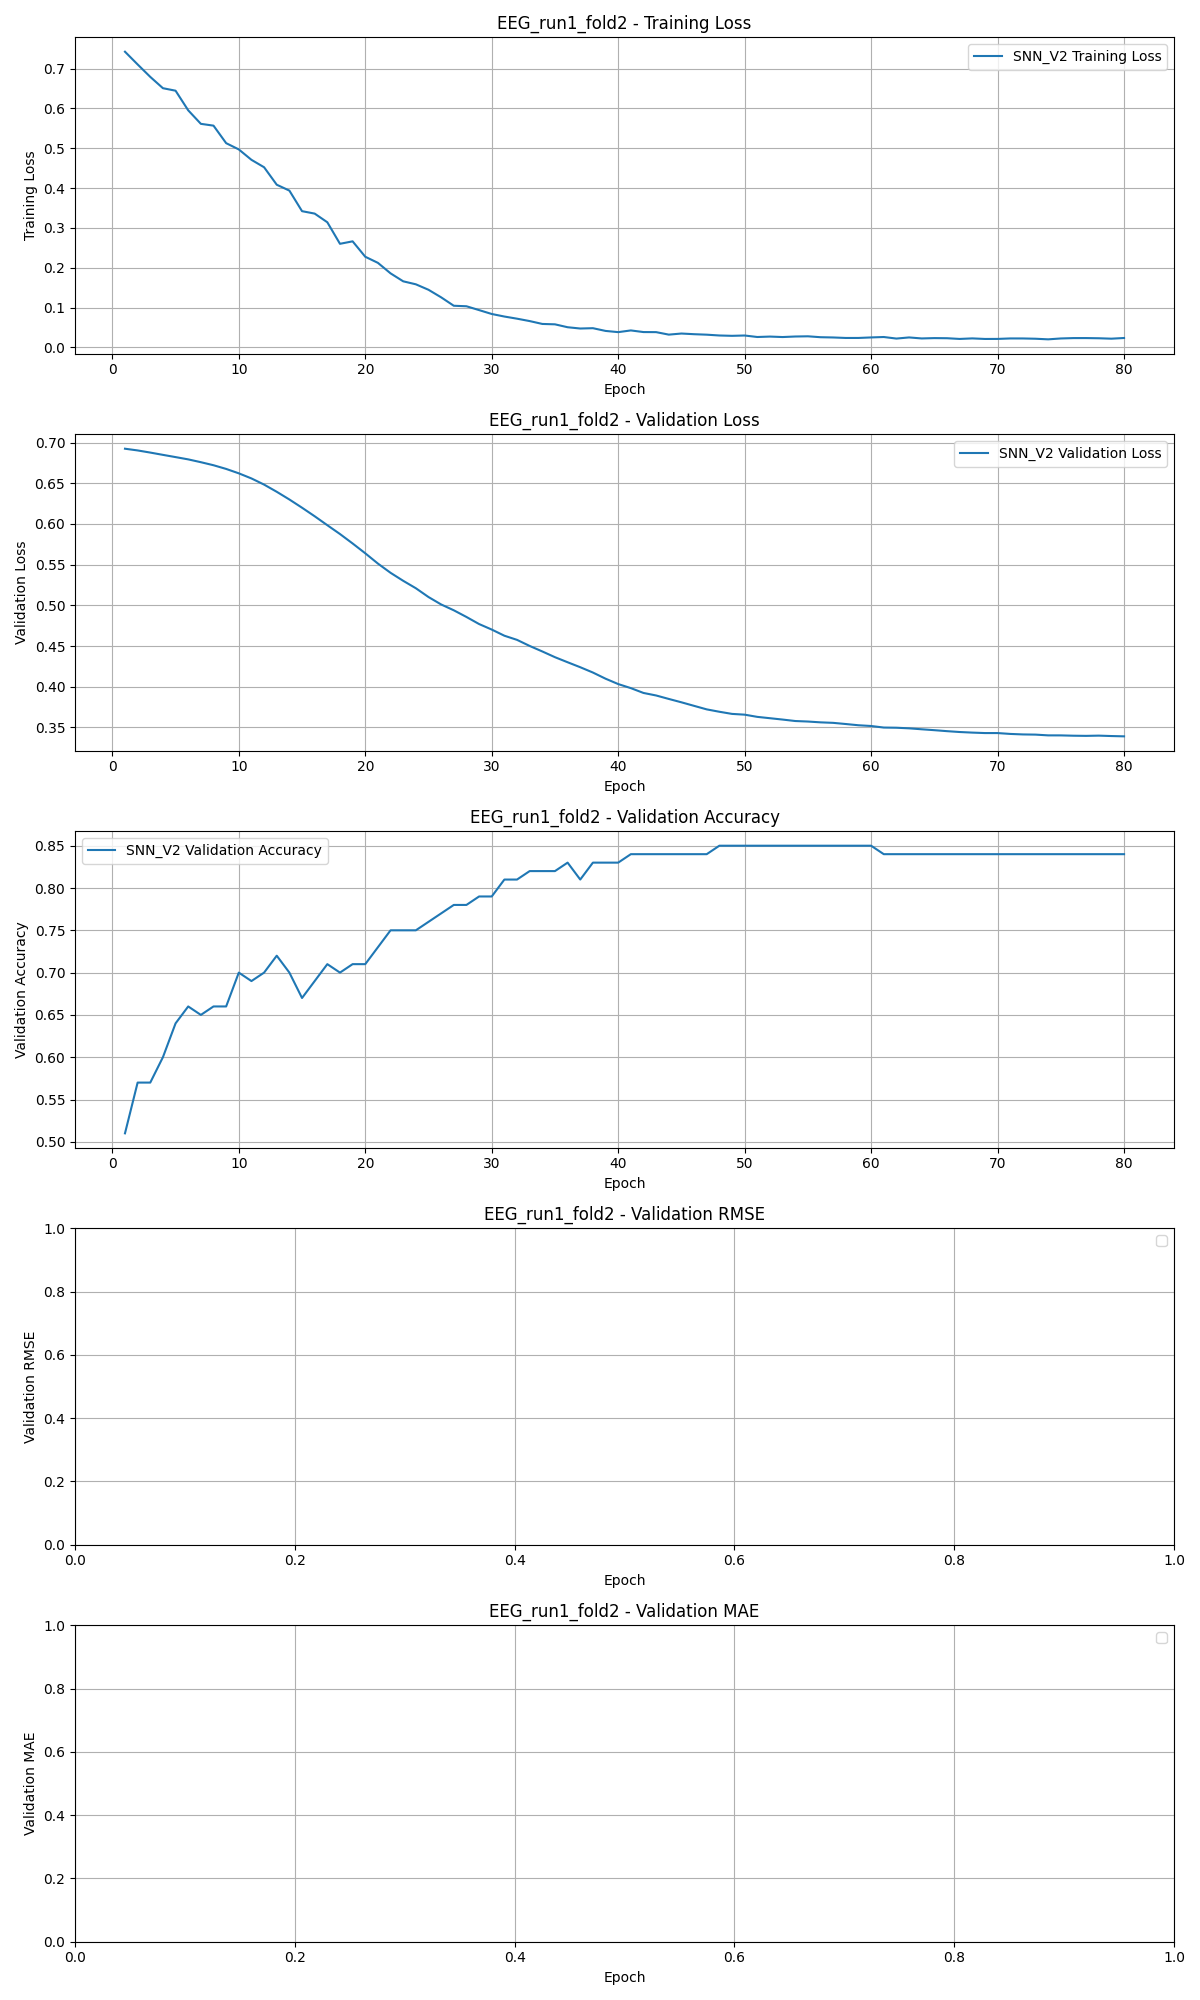 EEG_run1_fold2 - Training Loss
SNN_V2 Training Loss
Training Loss
0.7
0.6
0.5
0.4
0.3
0.2
0.1
0.0
0 10 20 30 40 50 60 70 80
Epoch
EEG_run1_fold2 - Validation Loss
SNN_V2 Validation Loss
Validation Loss
0.70
0.65
0.60
0.55
0.50
0.45
0.40
0.35
0 10 20 30 40 50 60 70 80
Epoch
EEG_run1_fold2 - Validation Accuracy
SNN_V2 Validation Accuracy
Validation Accuracy
0.85
0.80
0.75
0.70
0.65
0.60
0.55
0.50
0 10 20 30 40 50 60 70 80
Epoch
EEG_run1_fold2 - Validation RMSE
Validation RMSE
1.0
0.8
0.6
0.4
0.2
0.0
0.0 0.2 0.4 0.6 0.8 1.0
Epoch
EEG_run1_fold2 - Validation MAE
Validation MAE
1.0
0.8
0.6
0.4
0.2
0.0
0.0 0.2 0.4 0.6 0.8 1.0
Epoch